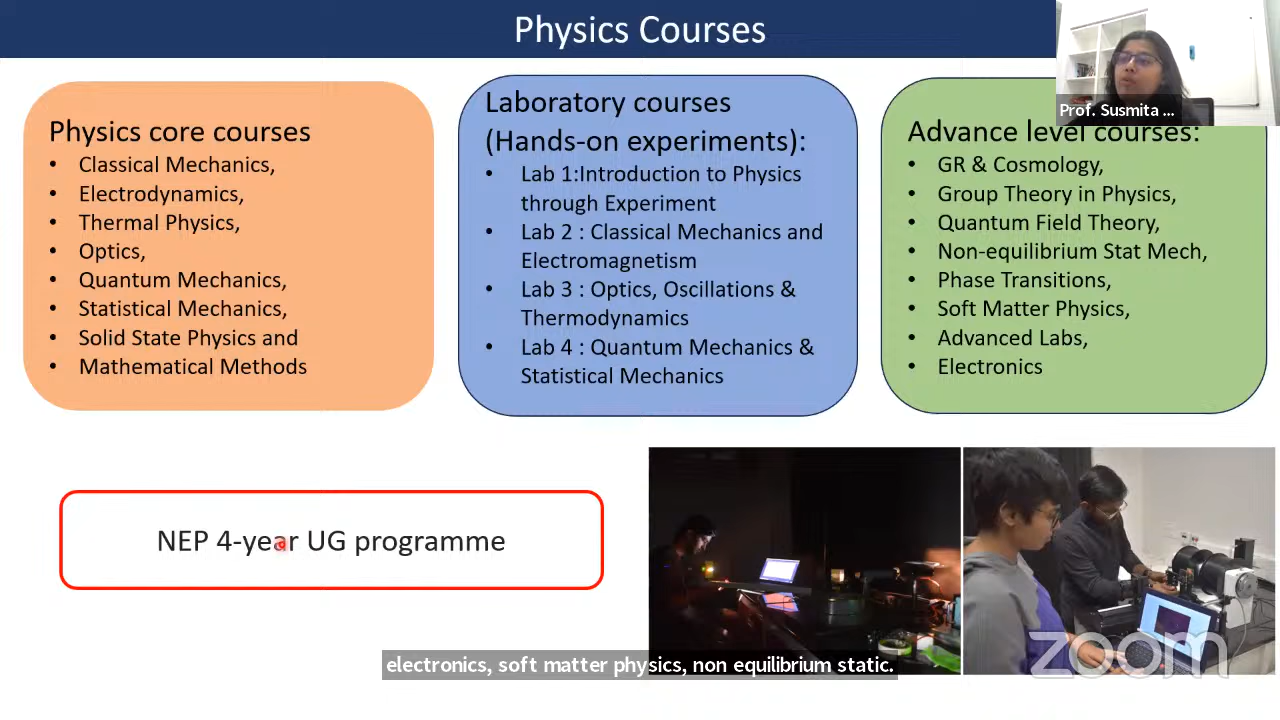 Physics Courses
Prof. Susmita ...
Physics core courses
• Classical Mechanics,
• Electrodynamics,
• Thermal Physics,
• Optics,
• Quantum Mechanics,
• Statistical Mechanics,
• Solid State Physics and
• Mathematical Methods
Laboratory courses
(Hands-on experiments):
• Lab 1:Introduction to Physics
through Experiment
• Lab 2 : Classical Mechanics and
Electromagnetism
• Lab 3 : Optics, Oscillations &
Thermodynamics
• Lab 4 : Quantum Mechanics &
Statistical Mechanics
Advance level courses:
• GR & Cosmology,
• Group Theory in Physics,
• Quantum Field Theory,
• Non-equilibrium Stat Mech,
• Phase Transitions,
• Soft Matter Physics,
• Advanced Labs,
• Electronics
NEP 4-year UG programme
zoom
electronics, soft matter physics, non equilibrium static.